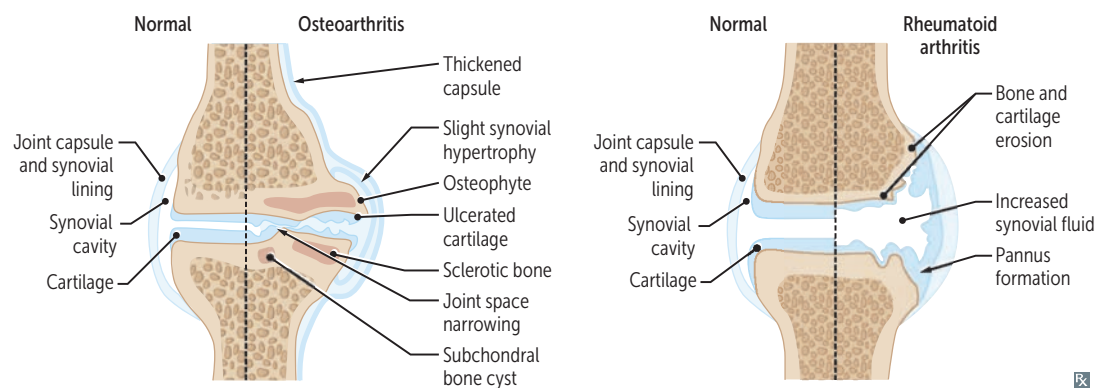 Normal
Osteoarthritis
Thickened
capsule
Joint capsule
and synovial
lining
Synovial
cavity
Cartilage
Slight synovial
hypertrophy
Osteophyte
Ulcerated
cartilage
Sclerotic bone
Joint space
narrowing
Subchondral
bone cyst
Normal
Rheumatoid
arthritis
Joint capsule
and synovial
lining
Synovial
cavity
Cartilage
Bone and
cartilage
erosion
Increased
synovial fluid
Pannus
formation
Rx